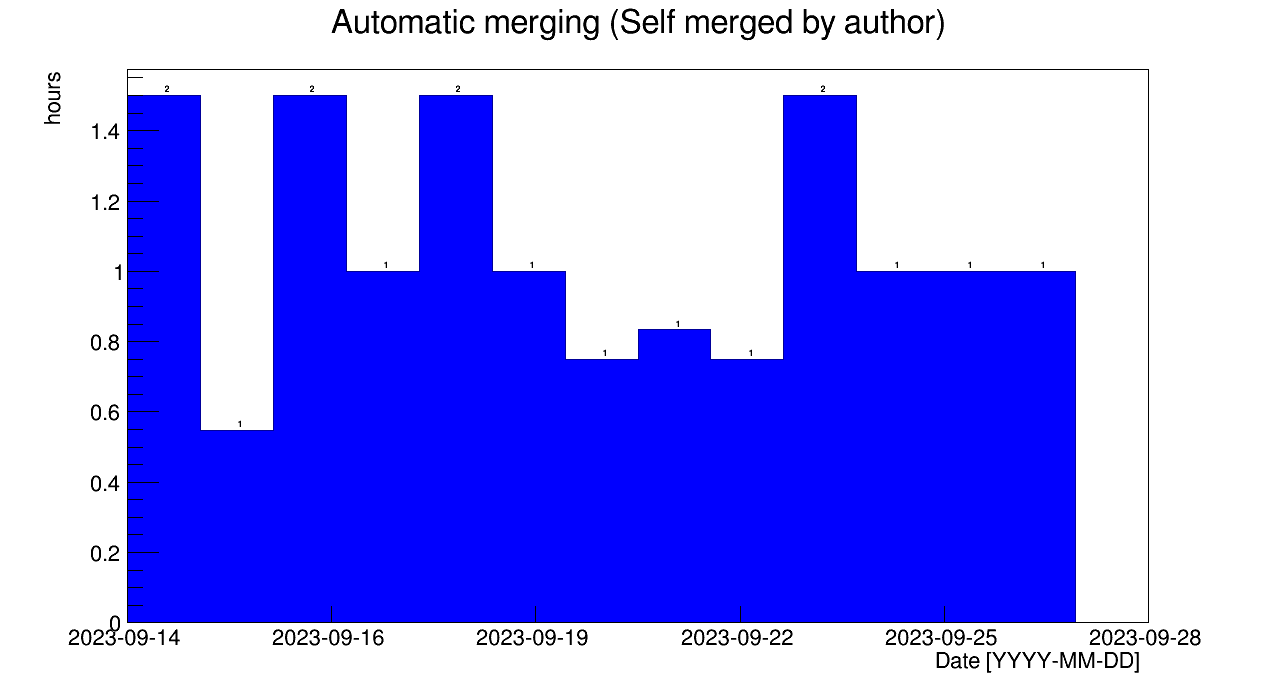 Automatic merging (Self merged by author)
hours
2 2 2 2
1.4
1.2
1 1 1 1 1 1
1
1 1 1
0.8
1
0.6
0.4
0.2
0
2023-09-14 2023-09-16 2023-09-19 2023-09-22 2023-09-25 2023-09-28
Date [YYYY-MM-DD]